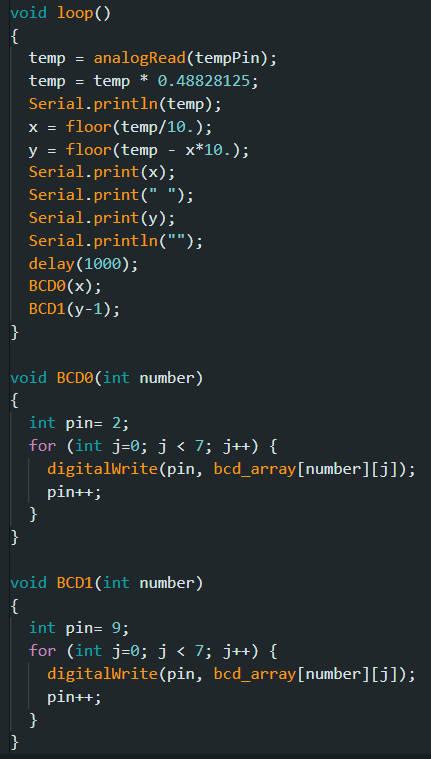 void loop()
{
  temp = analogRead(tempPin);
  temp = temp * 0.48828125;
  Serial.println(temp);
  x = floor(temp/10.);
  y = floor(temp - x*10.);
  Serial.print(x);
  Serial.print(" ");
  Serial.print(y);
  Serial.println("");
  delay(1000);
  BCD0(x);
  BCD1(y-1);
}

void BCD0(int number)
{
  int pin= 2;
  for (int j=0; j < 7; j++) {
    digitalWrite(pin, bcd_array[number][j]);
    pin++;
  }
}

void BCD1(int number)
{
  int pin= 9;
  for (int j=0; j < 7; j++) {
    digitalWrite(pin, bcd_array[number][j]);
    pin++;
  }
}